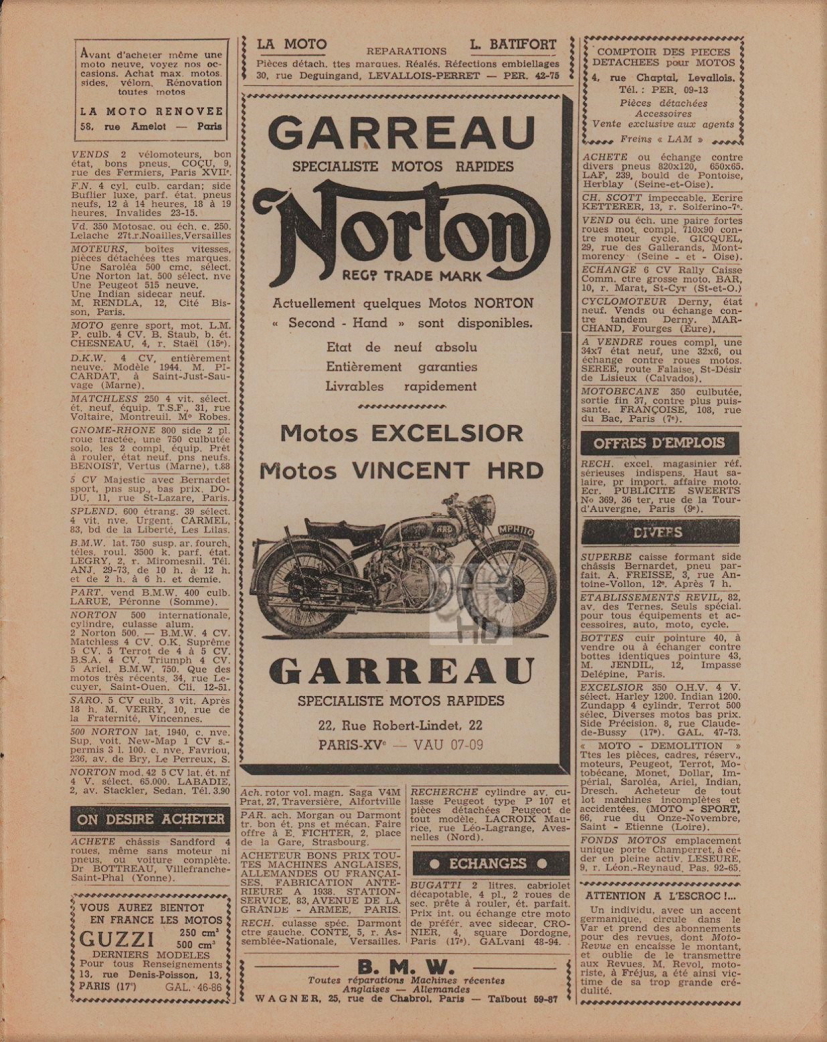 Avant d'acheter même une
moto neuve, voyez nos oc-
casions. Achat max. motos.
sides, vélom. Rénovation
toutes motos
LA MOTO RENOVEE
58, rue Amelot — Paris
VENDS 2 vélomoteurs, bon
état, bons pneus, COÇU, 9,
rue des Fermiers, Paris XVIIe.
F.N. 4 cyl. culb. cardan; side
Buflier luxe, parf. état. pneus
neufs, 12 à 14 heures, 18 à 19
heures, Invalides 23-15.
Vd. 350 Motosac. ou éch. c. 250.
Lelache 27t.r.Noailles,Versailles
MOTEURS, boîtes vitesses,
pièces détachées ttes marques.
Une Saroléa 500 cmc. sélect.
Une Norton lat. 500 sélect. nve
Une Peugeot 515 neuve.
Une Indian sidecar neuf.
M. RENDLA, 12, Cité Bis-
son, Paris.
MOTO genre sport, mot. L.M.
P. culb. 4 CV. B. Staub, b. ét.
CHESNEAU, 4, r. Staël (15e).
D.K.W. 4 CV, entièrement
neuve. Modèle 1944. M. PI-
CARDAT, à Saint-Just-Sau-
vage (Marne).
MATCHLESS 250 4 vit. sélect.
ét. neuf, équip. T.S.F., 31, rue
Voltaire, Montreuil. Me Robes.
GNOME-RHONE 800 side 2 pl.
roue tractée, une 750 culbutée
solo, les 2 compl. équip. Prêt
à rouler, état neuf. pns neufs.
BENOIST, Vertus (Marne), t.88
5 CV Majestic avec Bernardet
sport, pns sup., bas prix. DO-
DU, 11, rue St-Lazare, Paris.
SPLEND. 600 étrang. 39 sélect.
4 vit. nve. Urgent. CARMEL,
83, bd de la Liberté, Les Lilas.
B.M.W. lat. 750 susp. ar. fourch,
téles. roul. 3500 k. parf. état.
LEGRY, 2, r. Miromesnil. Tél.
ANJ. 29-73, de 10 h. à 12 h.
et de 2 h. à 6 h. et demie.
PART. vend B.M.W. 400 culb.
LARUE, Péronne (Somme).
NORTON 500 internationale,
cylindre, culasse alum.
2 Norton 500. — B.M.W. 4 CV.
Matchless 4 CV. O.K. Suprême
5 CV. 5 Terrot de 4 à 5 CV.
B.S.A. 4 CV. Triumph 4 CV.
5 Ariel. B.M.W. 750. Que des
motos très récents. 34, rue Le-
cuyer, Saint-Ouen, Cli. 12-51.
SARO. 5 CV culb. 3 vit. Après
18 h. M. VERRY, 10, rue de
la Fraternité, Vincennes.
500 NORTON lat. 1940, c. nve.
Sup. voit. New-Map 1 CV s.-
permis 3 l. 100. c. nve, Favriou,
236, av. de Bry, Le Perreux, S.
NORTON mod. 42 5 CV lat. ét. nf
4 V. sélect. 65.000. LABADIE,
2, av. Stackler, Sedan, Tél. 3.90
ON DESIRE ACHETER
ACHETE châssis Sandford 4
roues, même sans moteur ni
pneus, ou voiture complète.
Dr BOTTREAU, Villefranche-
Saint-Phal (Yonne).
VOUS AUREZ BIENTOT
EN FRANCE LES MOTOS
GUZZI 250 cm³
500 cm³
DERNIERS MODELES
Pour tous Renseignements
13, rue Denis-Poisson, 13,
PARIS (17e) GAL. 46-86
LA MOTO REPARATIONS L. BATIFORT
Pièces détach. ttes marques. Réalés. Réfections embiellages
30, rue Deguingand, LEVALLOIS-PERRET — PER. 42-75
GARREAU
SPECIALISTE MOTOS RAPIDES
Norton
REGD TRADE MARK
Actuellement quelques Motos NORTON
« Second - Hand » sont disponibles.
Etat de neuf absolu
Entièrement garanties
Livrables rapidement
Motos EXCELSIOR
Motos VINCENT HRD
HRD
MPH110
GARREAU
SPECIALISTE MOTOS RAPIDES
22, Rue Robert-Lindet, 22
PARIS-XVe — VAU 07-09
Ach. rotor vol. magn. Saga V4M
Prat, 27, Traversière, Alfortville
PAR. ach. Morgan ou Darmont
tr. bon ét. pns et mécan. Faire
offre à E. FICHTER, 2, place
de la Gare, Strasbourg.
ACHETEUR BONS PRIX TOU-
TES MACHINES ANGLAISES,
ALLEMANDES OU FRANÇAI-
SES, FABRICATION ANTE-
RIEURE A 1938. STATION-
SERVICE, 83, AVENUE DE LA
GRANDE - ARMEE, PARIS.
RECH. culasse spéc. Darmont
ctre gauche. CONTE, 5, r. As-
semblée-Nationale, Versailles.
RECHERCHE cylindre av. cu-
lasse Peugeot type P 107 et
pièces détachées Peugeot de
tout modèle. LACROIX Mau-
rice, rue Léo-Lagrange, Aves-
nelles (Nord).
ECHANGES
BUGATTI 2 litres, cabriolet
décapotable, 4 pl., 2 roues de
sec. prête à rouler, ét. parfait.
Prix int. ou échange ctre moto
de préfér. avec sidecar, CRO-
NIER, 4, square Dordogne,
Paris (17e). GALvani 48-94.
B. M. W.
Toutes réparations Machines récentes
Anglaises — Allemandes
WAGNER, 25, rue de Chabrol, Paris — Taîbout 59-87
COMPTOIR DES PIECES
DETACHEES pour MOTOS
4, rue Chaptal, Levallois.
Tél. : PER. 09-13
Pièces détachées
Accessoires
Vente exclusive aux agents
Freins « LAM »
ACHETE ou échange contre
divers pneus 820x120, 650x65.
LAF, 239, bould de Pontoise,
Herblay (Seine-et-Oise).
CH. SCOTT impeccable. Ecrire
KETTERER, 13, r. Solferino-7e.
VEND ou éch. une paire fortes
roues mot. compl. 710x90 con-
tre moteur cycle. GICQUEL,
29, rue des Gallerands, Mont-
morency (Seine - et - Oise).
ECHANGE 6 CV Rally Caisse
Comm. ctre grosse moto. BAR,
10, r. Marat, St-Cyr (St-et-O.)
CYCLOMOTEUR Derny, état
neuf. Vends ou échange con-
tre tandem Derny. MAR-
CHAND, Fourges (Eure).
A VENDRE roues compl, une
34x7 état neuf, une 32x6, ou
échange contre roues moto.
SEREE, route Falaise, St-Désir
de Lisieux (Calvados),
MOTOBECANE 350 culbutée,
sortie fin 37, contre plus puis-
sante. FRANÇOISE, 108, rue
du Bac, Paris (7e).
OFFRES D'EMPLOIS
RECH. excel. magasinier réf.
sérieuses indispens. Haut sa-
laire, pr import. affaire moto.
Ecr. PUBLICITE SWEERTS
No 369, 36 ter, rue de la Tour-
d'Auvergne, Paris (9e).
DIVERS
SUPERBE caisse formant side
châssis Bernardet, pneu par-
fait. A. FREISSE, 3, rue An-
toine-Vollon, 12e. Après 7 h.
ETABLISSEMENTS REVIL, 82,
av. des Ternes. Seuls spécial.
pour tous équipements et ac-
cessoires, auto, moto, cycle.
BOTTES cuir pointure 40, à
vendre ou à échanger contre
bottes identiques pointure 43,
M. JENDIL, 12, Impasse
Delépine, Paris.
EXCELSIOR 350 O.H.V. 4 V.
sélect. Harley 1200. Indian 1200.
Zundapp 4 cylindr, Terrot 500
sélec, Diverses motos bas prix.
Side Précision. 8, rue Claude-
de-Bussy (17e). GAL. 47-73.
« MOTO - DEMOLITION »
Ttes les pièces, cadres, réserv.,
moteurs, Peugeot, Terrot, Mo-
tobécane, Monet, Dollar, Im-
périal, Saroléa, Ariel, Indian,
Dresch. Acheteur de tout
lot machines incomplètes et
accidentées. (MOTO - SPORT,
66, rue du Onze-Novembre,
Saint - Etienne (Loire).
FONDS MOTOS emplacement
unique porte Champerret, à cé-
der en pleine activ. LESEURE,
9, r. Léon.-Reynaud, Pas. 92-65.
ATTENTION A L'ESCROC !...
Un individu, avec un accent
germanique, circule dans le
Var et prend des abonnements
pour des revues, dont Moto-
Revue en encaisse le montant,
et oublie de le transmettre
aux Revues. M. Revol, moto-
riste, à Fréjus, a été ainsi vic-
time de sa trop grande cré-
dulité.